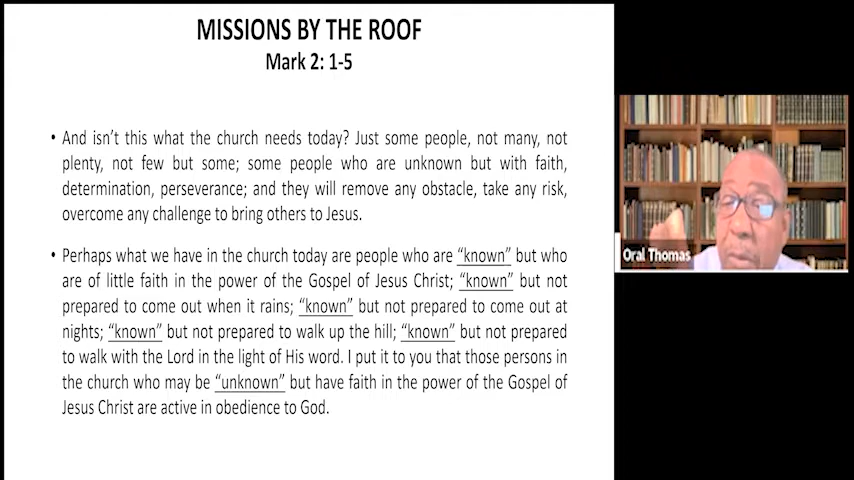 MISSIONS BY THE ROOF
Mark 2: 1-5
• And isn't this what the church needs today? Just some people, not many, not
plenty, not few but some; some people who are unknown but with faith,
determination, perseverance; and they will remove any obstacle, take any risk,
overcome any challenge to bring others to Jesus.
• Perhaps what we have in the church today are people who are “known” but who
are of little faith in the power of the Gospel of Jesus Christ; “known” but not
prepared to come out when it rains; “known” but not prepared to come out at
nights; “known” but not prepared to walk up the hill; “known” but not prepared
to walk with the Lord in the light of His word. I put it to you that those persons in
the church who may be “unknown” but have faith in the power of the Gospel of
Jesus Christ are active in obedience to God.
Oral Thomas